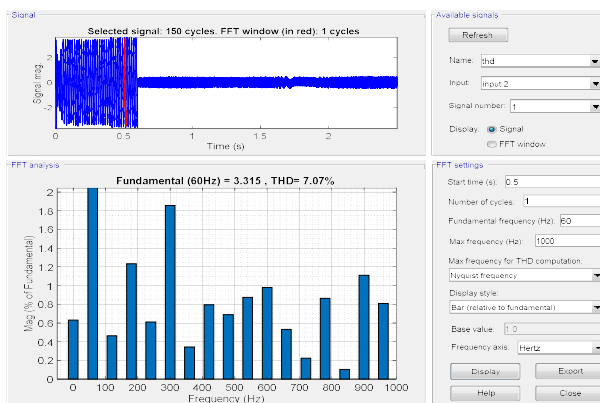 Signal
Selected signal: 150 cycles. FFT window (in red): 1 cycles
Signal mag.
2
0
-2
0
0.5
1
1.5
2
Time (s)
FFT analysis
Fundamental (60Hz) = 3.315 , THD= 7.07%
Mag (% of Fundamental)
2
1.8
1.6
1.4
1.2
1
0.8
0.6
0.4
0.2
0
0 100 200 300 400 500 600 700 800 900 1000
Frequency (Hz)
Available signals
Refresh
Name: thd
Input: input 2
Signal number: 1
Display: Signal
FFT window
FFT settings
Start time (s): 0.5
Number of cycles: 1
Fundamental frequency (Hz): 60
Max frequency (Hz): 1000
Max frequency for THD computation:
Nyquist frequency
Display style:
Bar (relative to fundamental)
Base value: 1.0
Frequency axis: Hertz
Display Export
Help Close